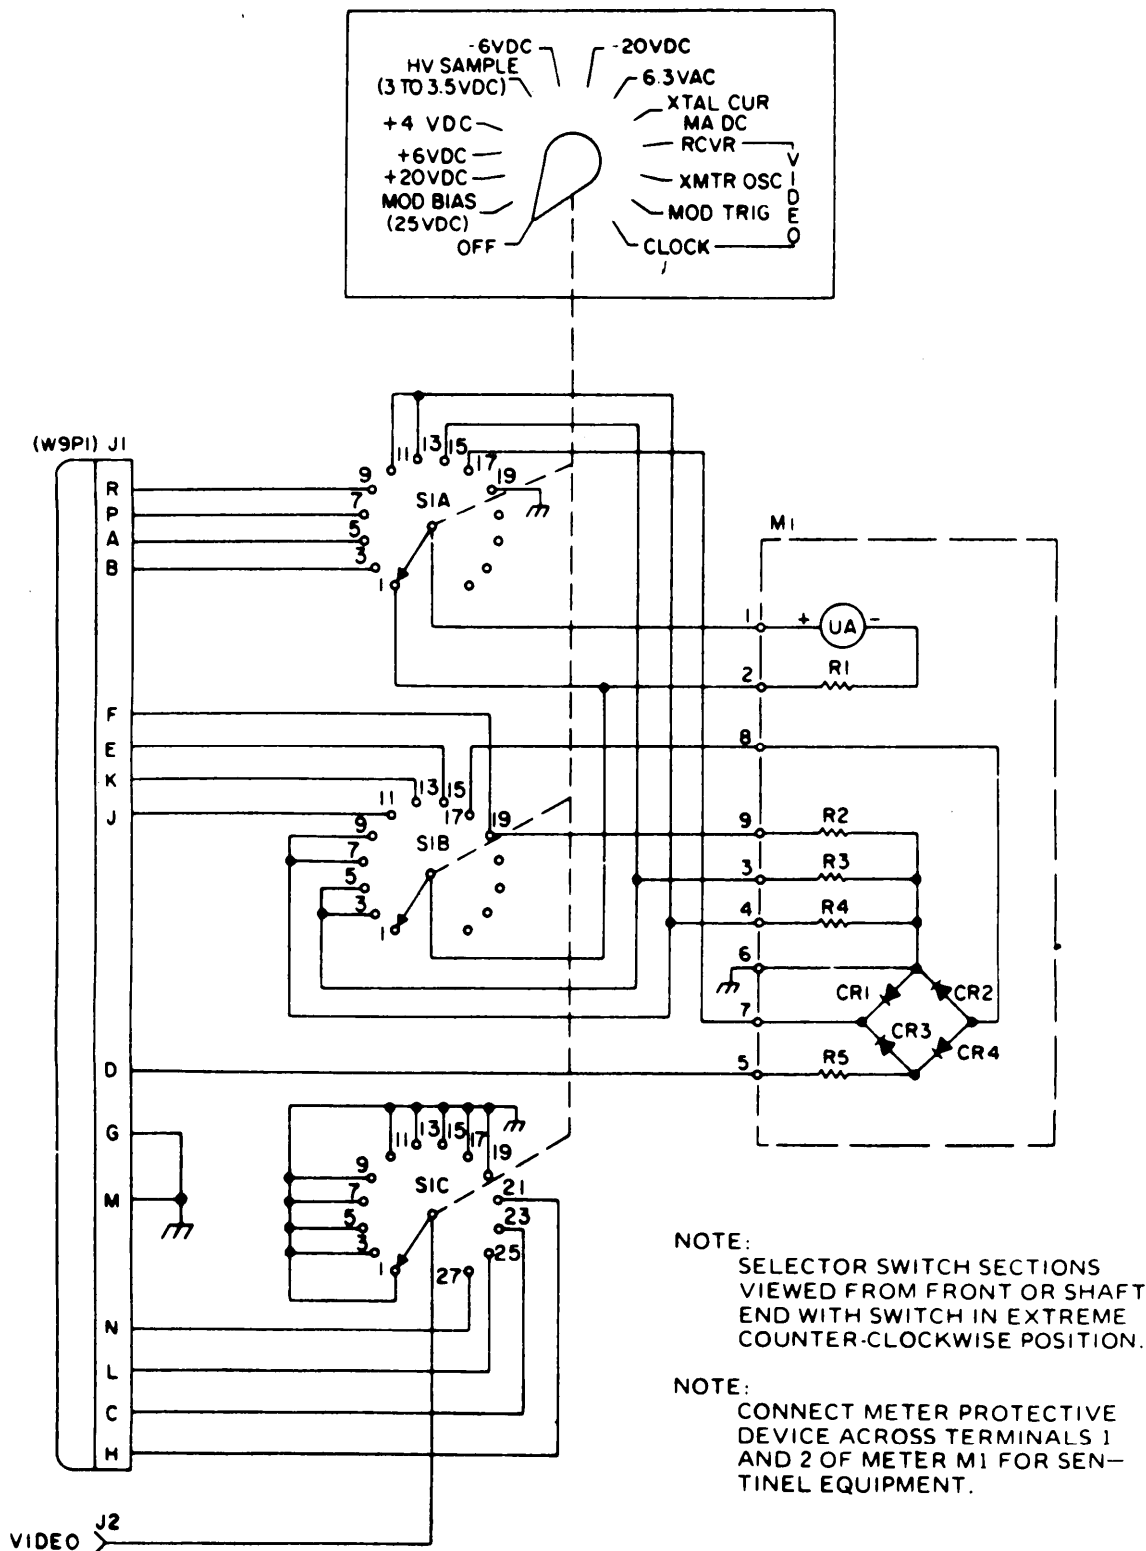 -6VDC
-20VDC
HV SAMPLE
(3 TO 3.5VDC)
6.3VAC
+4 VDC
XTAL CUR
MA DC
+6VDC
RCVR
+20VDC
XMTR OSC
MOD BIAS
(25VDC)
MOD TRIG
OFF
CLOCK
VIDEO
(W9P1) J1
R
P
A
B
F
E
K
J
D
G
M
N
L
C
H
11
13
15
17
9
19
7
S1A
5
3
1
M1
1
+
UA
-
2
R1
8
11
13
15
17
9
19
7
S1B
5
3
1
9
R2
3
R3
4
R4
6
CR1
CR2
7
CR3
CR4
5
R5
11
13
15
17
9
19
7
S1C
21
5
23
3
25
1
27
J2
VIDEO
NOTE:
SELECTOR SWITCH SECTIONS
VIEWED FROM FRONT OR SHAFT
END WITH SWITCH IN EXTREME
COUNTER-CLOCKWISE POSITION.
NOTE:
CONNECT METER PROTECTIVE
DEVICE ACROSS TERMINALS 1
AND 2 OF METER M1 FOR SEN-
TINEL EQUIPMENT.